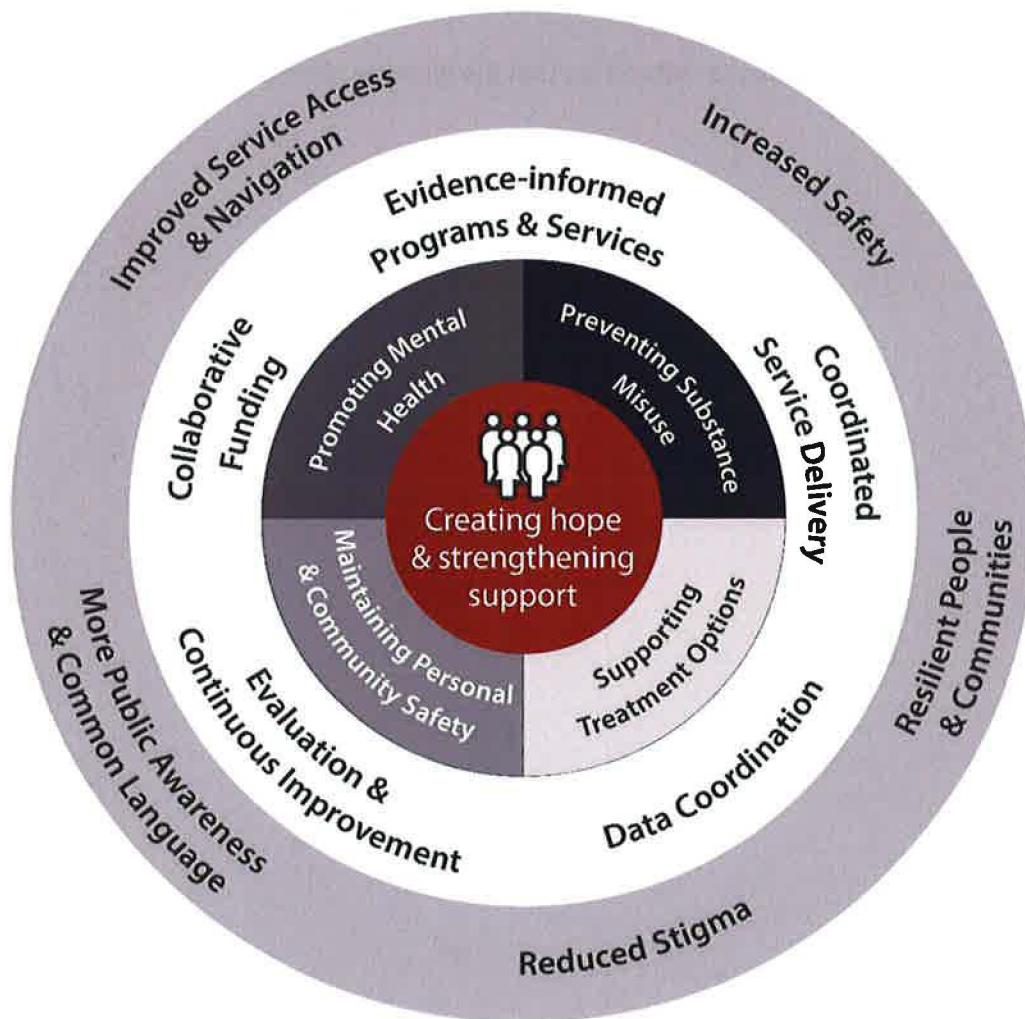 Improved Service Access
& Navigation
Increased Safety
Resilient People
& Communities
Reduced Stigma
More Public Awareness
& Common Language
Evidence-informed
Programs & Services
Coordinated
Service Delivery
Data Coordination
Evaluation &
Continuous Improvement
Collaborative
Funding
Promoting Mental
Health
Preventing Substance
Misuse
Supporting
Treatment Options
Maintaining Personal
& Community Safety
Creating hope
& strengthening
support